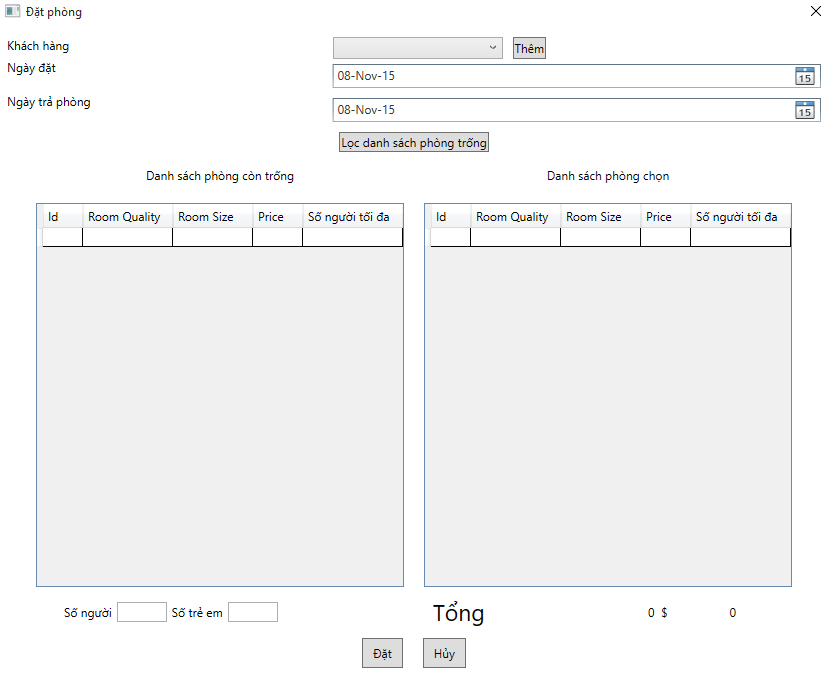 Đặt phòng
Khách hàng
Thêm
Ngày đặt
08-Nov-15
15
Ngày trả phòng
08-Nov-15
15
Lọc danh sách phòng trống
Danh sách phòng còn trống
Danh sách phòng chọn
Id Room Quality Room Size Price Số người tối đa
Id Room Quality Room Size Price Số người tối đa
Số người Số trẻ em
Tổng 0 $ 0
Đặt Hủy